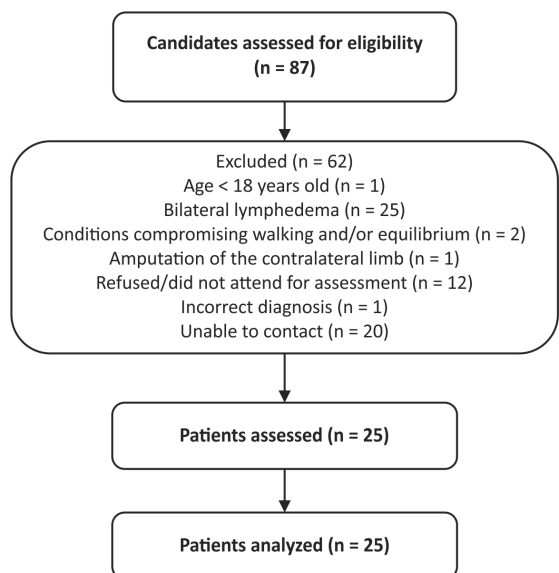 Candidates assessed for eligibility
(n = 87)
Excluded (n = 62)
Age < 18 years old (n = 1)
Bilateral lymphedema (n = 25)
Conditions compromising walking and/or equilibrium (n = 2)
Amputation of the contralateral limb (n = 1)
Refused/did not attend for assessment (n = 12)
Incorrect diagnosis (n = 1)
Unable to contact (n = 20)
Patients assessed (n = 25)
Patients analyzed (n = 25)